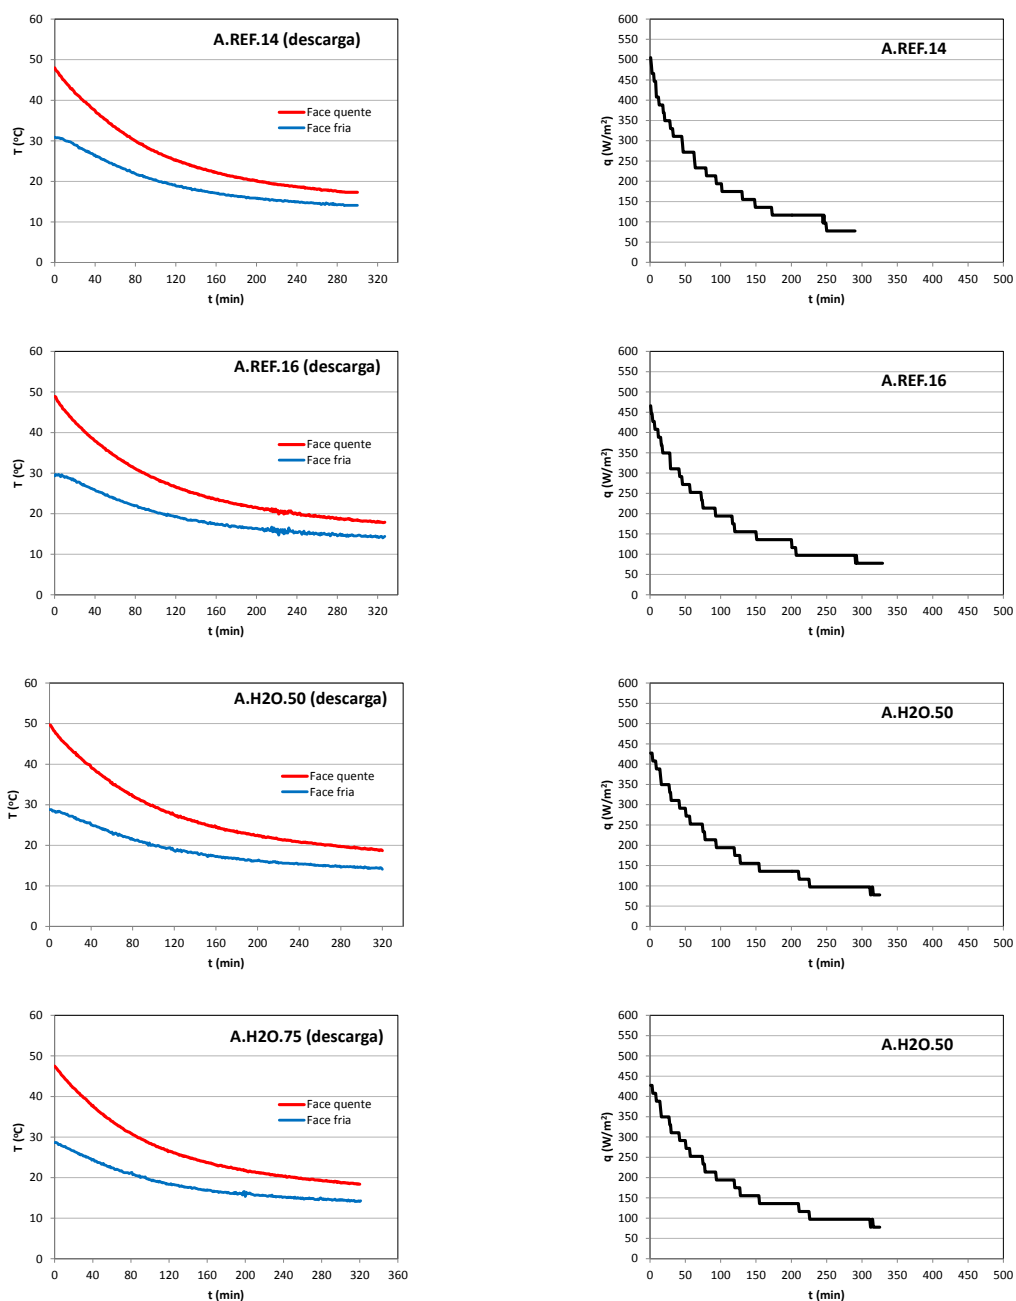 A.REF.14 (descarga)
60
50
40
30
20
10
0
T (ºC)
Face quente
Face fria
0 40 80 120 160 200 240 280 320
t (min)
A.REF.14
600
550
500
450
400
350
300
250
200
150
100
50
0
q (W/m²)
0 50 100 150 200 250 300 350 400 450 500
t (min)
A.REF.16 (descarga)
60
50
40
30
20
10
0
T (ºC)
Face quente
Face fria
0 40 80 120 160 200 240 280 320
t (min)
A.REF.16
600
550
500
450
400
350
300
250
200
150
100
50
0
q (W/m²)
0 50 100 150 200 250 300 350 400 450 500
t (min)
A.H2O.50 (descarga)
60
50
40
30
20
10
0
T (ºC)
Face quente
Face fria
0 40 80 120 160 200 240 280 320
t (min)
A.H2O.50
600
550
500
450
400
350
300
250
200
150
100
50
0
q (W/m²)
0 50 100 150 200 250 300 350 400 450 500
t (min)
A.H2O.75 (descarga)
60
50
40
30
20
10
0
T (ºC)
Face quente
Face fria
0 40 80 120 160 200 240 280 320 360
t (min)
A.H2O.50
600
550
500
450
400
350
300
250
200
150
100
50
0
q (W/m²)
0 50 100 150 200 250 300 350 400 450 500
t (min)